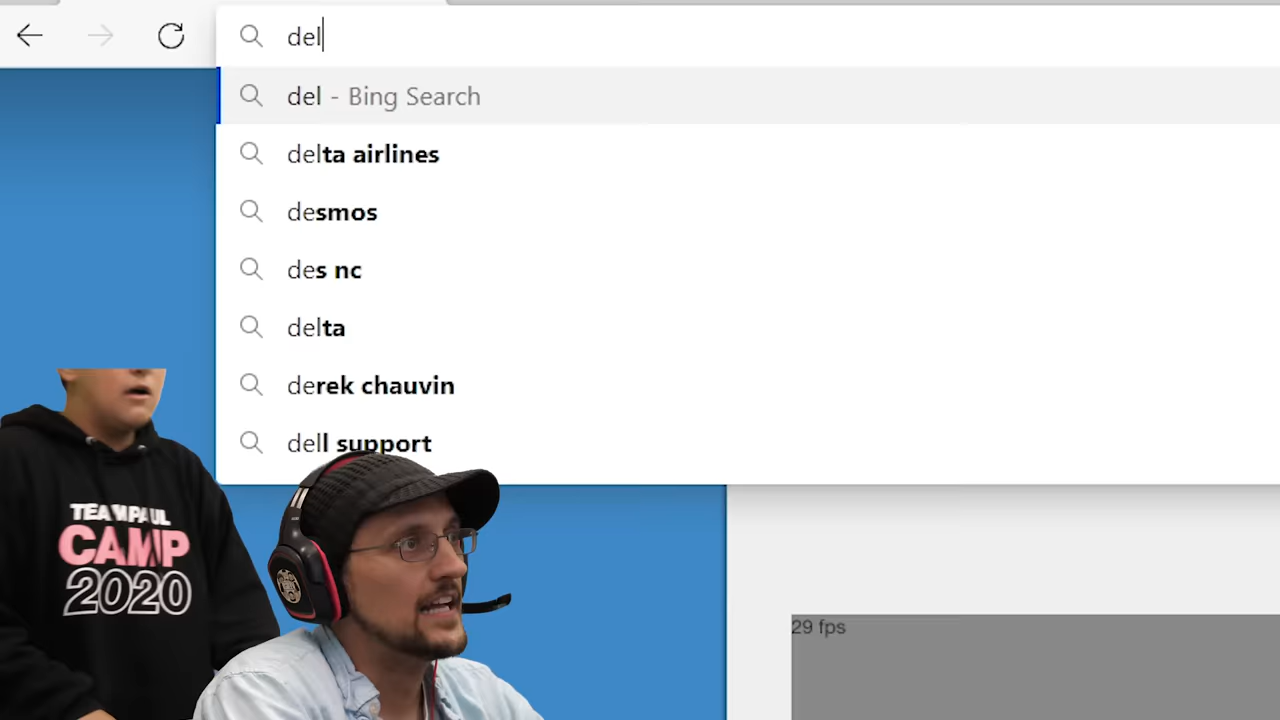 del
del - Bing Search
delta airlines
desmos
des nc
delta
derek chauvin
dell support
TEAM PAUL
CAMP
2020
29 fps